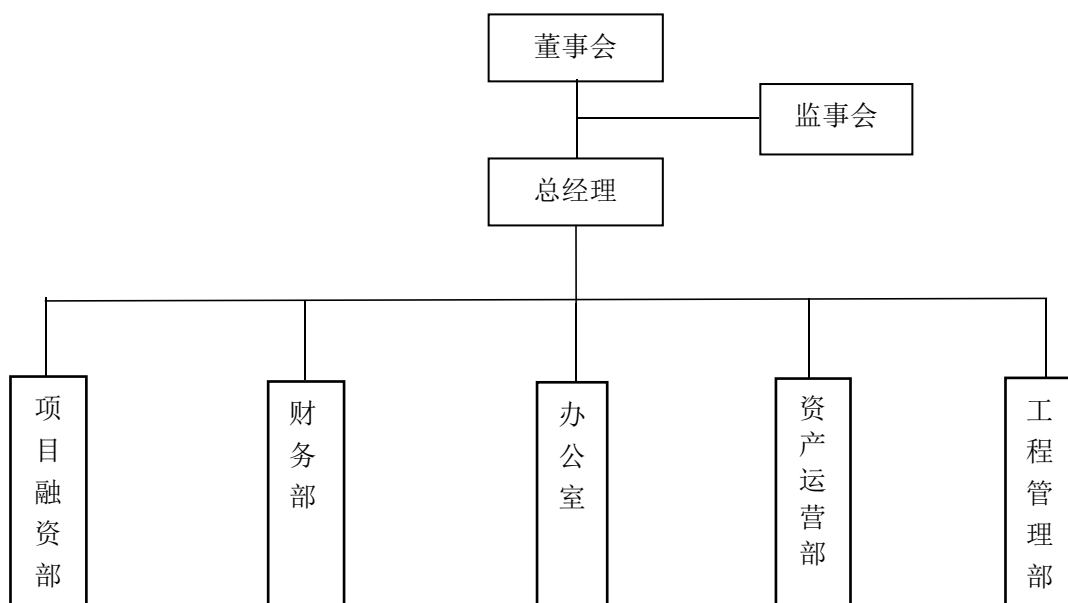 董事会
监事会
总经理
项目融资部
财务部
办公室
资产运营部
工程管理部